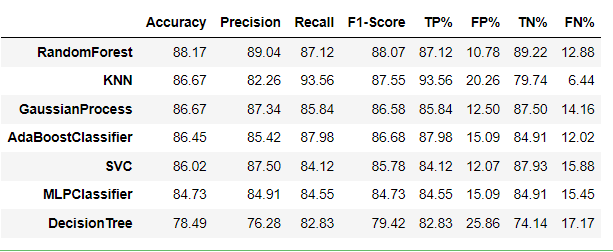 Accuracy Precision Recall F1-Score TP% FP% TN% FN%
RandomForest 88.17 89.04 87.12 88.07 87.12 10.78 89.22 12.88
KNN 86.67 82.26 93.56 87.55 93.56 20.26 79.74 6.44
GaussianProcess 86.67 87.34 85.84 86.58 85.84 12.50 87.50 14.16
AdaBoostClassifier 86.45 85.42 87.98 86.68 87.98 15.09 84.91 12.02
SVC 86.02 87.50 84.12 85.78 84.12 12.07 87.93 15.88
MLPClassifier 84.73 84.91 84.55 84.73 84.55 15.09 84.91 15.45
DecisionTree 78.49 76.28 82.83 79.42 82.83 25.86 74.14 17.17